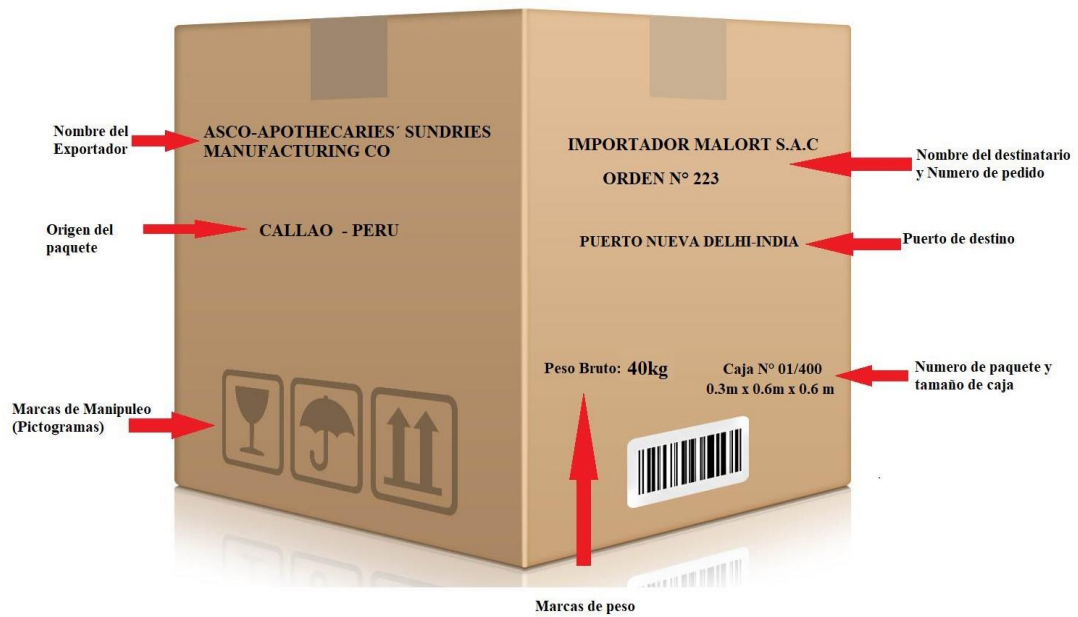 Nombre del
Exportador
ASCO-APOTHECARIES´ SUNDRIES
MANUFACTURING CO
Origen del
paquete
CALLAO - PERU
Marcas de Manipuleo
(Pictogramas)
IMPORTADOR MALORT S.A.C
ORDEN N° 223
Nombre del destinatario
y Numero de pedido
PUERTO NUEVA DELHI-INDIA
Puerto de destino
Peso Bruto: 40kg
Caja N° 01/400
0.3m x 0.6m x 0.6 m
Numero de paquete y
tamaño de caja
Marcas de peso